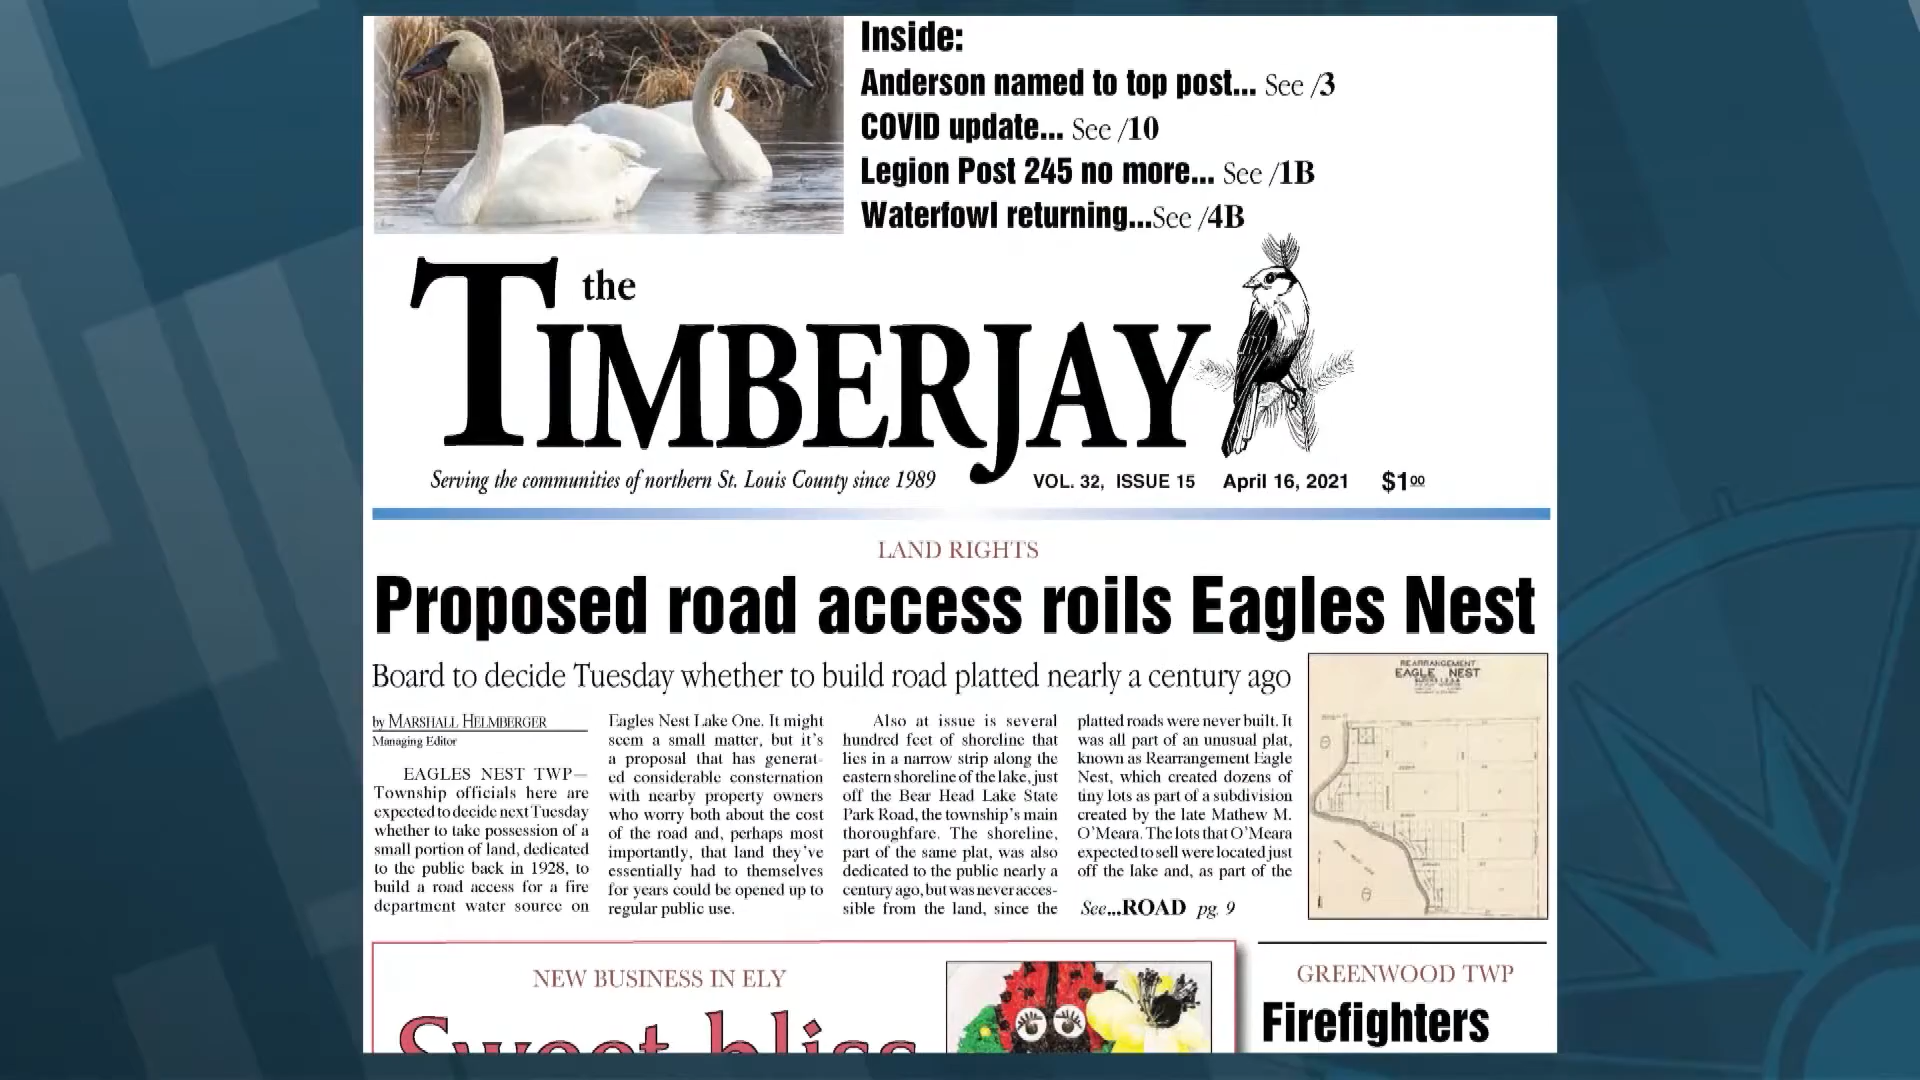 Inside:
Anderson named to top post... See /3
COVID update... See /10
Legion Post 245 no more... See /1B
Waterfowl returning...See /4B
the
TIMBERJAY
Serving the communities of northern St. Louis County since 1989
VOL. 32, ISSUE 15 April 16, 2021 $1 00
LAND RIGHTS
Proposed road access roils Eagles Nest
Board to decide Tuesday whether to build road platted nearly a century ago
by MARSHALL HELMBERGER
Managing Editor
EAGLES NEST TWP—
Township officials here are
expected to decide next Tuesday
whether to take possession of a
small portion of land, dedicated
to the public back in 1928, to
build a road access for a fire
department water source on
Eagles Nest Lake One. It might
seem a small matter, but it's
a proposal that has generat-
ed considerable consternation
with nearby property owners
who worry both about the cost
of the road and, perhaps most
importantly, that land they've
essentially had to themselves
for years could be opened up to
regular public use.
Also at issue is several
hundred feet of shoreline that
lies in a narrow strip along the
eastern shoreline of the lake, just
off the Bear Head Lake State
Park Road, the township's main
thoroughfare. The shoreline,
part of the same plat, was also
dedicated to the public nearly a
century ago, but was never acces-
sible from the land, since the
platted roads were never built. It
was all part of an unusual plat,
known as Rearrangement Eagle
Nest, which created dozens of
tiny lots as part of a subdivision
created by the late Mathew M.
O'Meara. The lots that O'Meara
expected to sell were located just
off the lake and, as part of the
See...ROAD pg. 9
REARRANGEMENT
EAGLE NEST
NEW BUSINESS IN ELY
Sweet bliss
GREENWOOD TWP
Firefighters